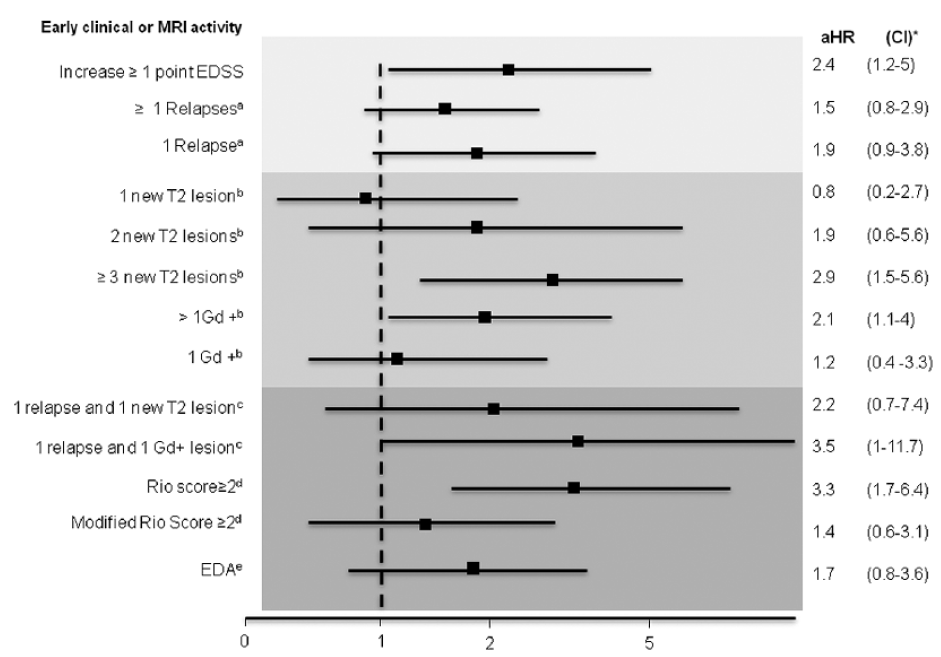 Early clinical or MRI activity aHR (CI)*
Increase ≥ 1 point EDSS 2.4 (1.2-5)
≥ 1 Relapsesᵃ 1.5 (0.8-2.9)
1 Relapseᵃ 1.9 (0.9-3.8)
1 new T2 lesionᵇ 0.8 (0.2-2.7)
2 new T2 lesionsᵇ 1.9 (0.6-5.6)
≥ 3 new T2 lesionsᵇ 2.9 (1.5-5.6)
> 1Gd +ᵇ 2.1 (1.1-4)
1 Gd +ᵇ 1.2 (0.4 -3.3)
1 relapse and 1 new T2 lesionᶜ 2.2 (0.7-7.4)
1 relapse and 1 Gd+ lesionᶜ 3.5 (1-11.7)
Rio score≥2ᵈ 3.3 (1.7-6.4)
Modified Rio Score ≥2ᵈ 1.4 (0.6-3.1)
EDAᵉ 1.7 (0.8-3.6)
0 1 2 5